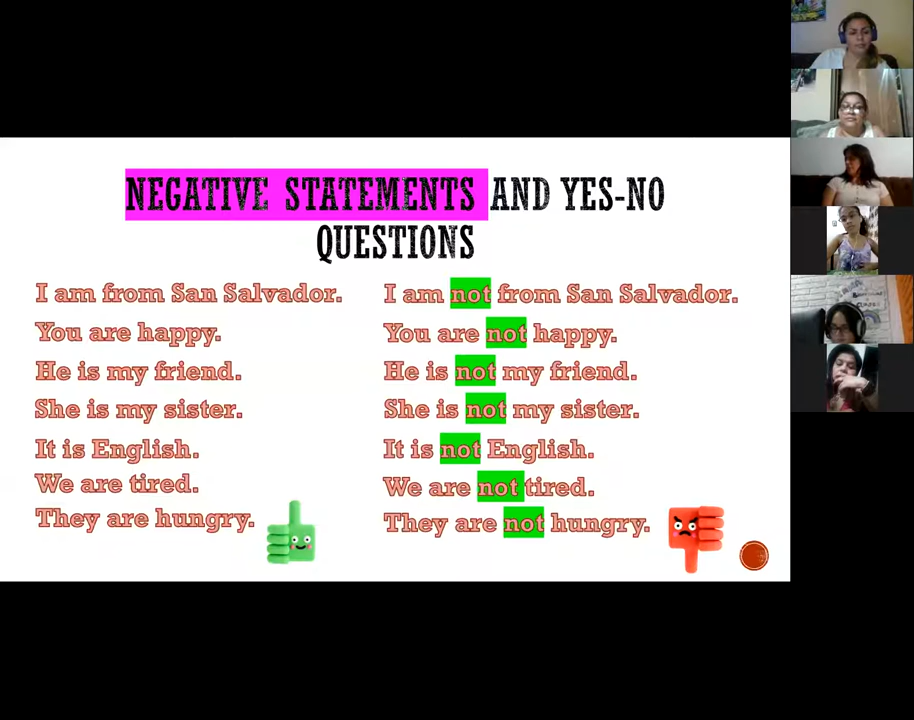 NEGATIVE STATEMENTS AND YES-NO
QUESTIONS
I am from San Salvador.
You are happy.
He is my friend.
She is my sister.
It is English.
We are tired.
They are hungry.
I am not from San Salvador.
You are not happy.
He is not my friend.
She is not my sister.
It is not English.
We are not tired.
They are not hungry.